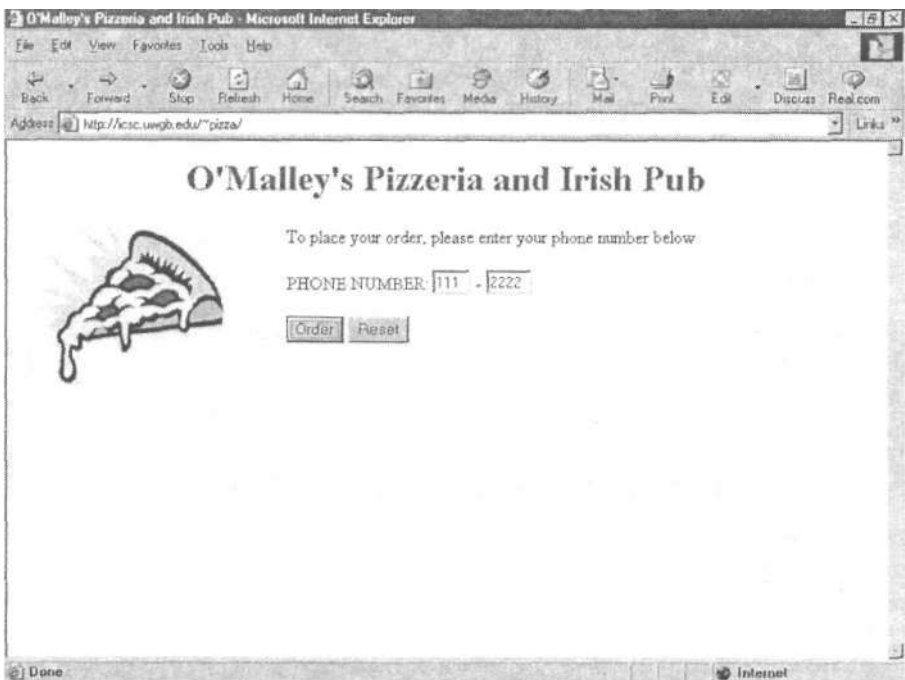 O'Malley's Pizzeria and Irish Pub - Microsoft Internet Explorer
File Edit View Favorites Tools Help
Back Forward Stop Refresh Home Search Favorites Media History Mail Print Edit Discuss Real.com
Address http://icsc.uwgb.edu/~pizza/ Links »
O'Malley's Pizzeria and Irish Pub
To place your order, please enter your phone number below
PHONE NUMBER: 111 - 2222
Order Reset
Done Internet